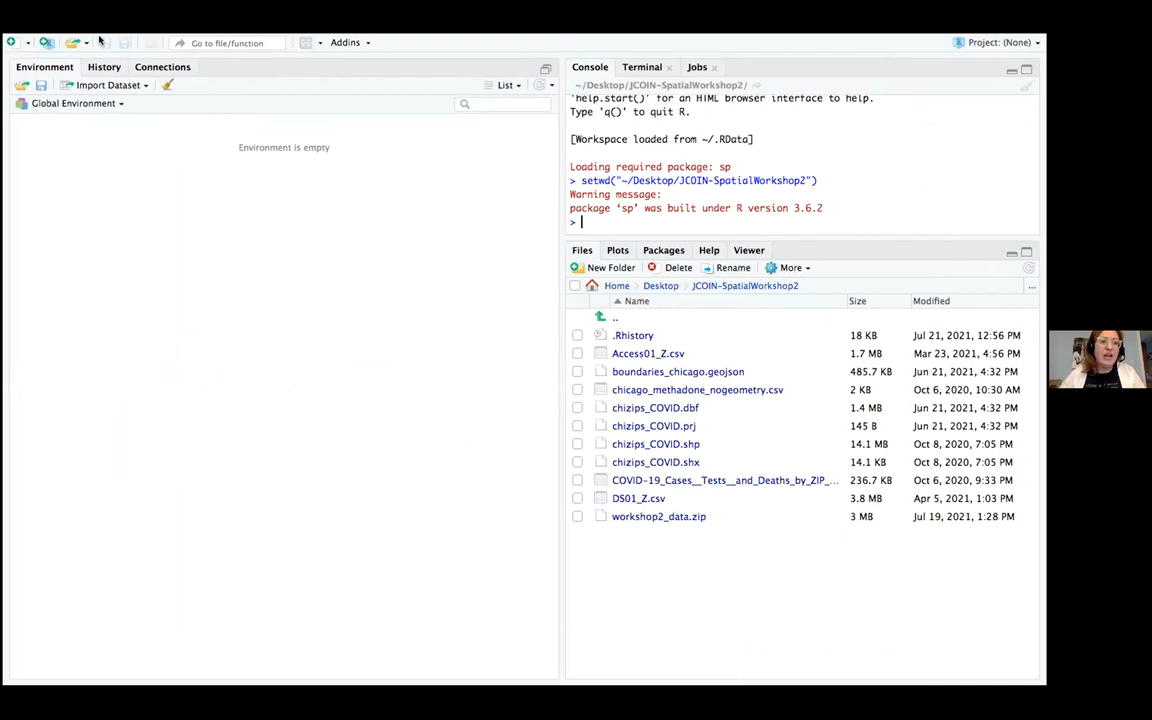 Go to file/function
Addins
Project: (None)
Environment
History
Connections
Import Dataset
List
Global Environment
Environment is empty
Console
Terminal
Jobs
~/Desktop/JCOIN-SpatialWorkshop2/
'help.start()' for an HTML browser interface to help.
Type 'q()' to quit R.
[Workspace loaded from ~/.RData]
Loading required package: sp
> setwd("~/Desktop/JCOIN-SpatialWorkshop2")
Warning message:
package ‘sp’ was built under R version 3.6.2
>
Files
Plots
Packages
Help
Viewer
New Folder
Delete
Rename
More
Home
Desktop
JCOIN-SpatialWorkshop2
...
Name
Size
Modified
..
.Rhistory 18 KB Jul 21, 2021, 12:56 PM
Access01_Z.csv 1.7 MB Mar 23, 2021, 4:56 PM
boundaries_chicago.geojson 485.7 KB Jun 21, 2021, 4:32 PM
chicago_methadone_nogeometry.csv 2 KB Oct 6, 2020, 10:30 AM
chizips_COVID.dbf 1.4 MB Jun 21, 2021, 4:32 PM
chizips_COVID.prj 145 B Jun 21, 2021, 4:32 PM
chizips_COVID.shp 14.1 MB Oct 8, 2020, 7:05 PM
chizips_COVID.shx 14.1 KB Oct 8, 2020, 7:05 PM
COVID-19_Cases__Tests__and_Deaths_by_ZIP_... 236.7 KB Oct 6, 2020, 9:33 PM
DS01_Z.csv 3.8 MB Apr 5, 2021, 1:03 PM
workshop2_data.zip 3 MB Jul 19, 2021, 1:28 PM